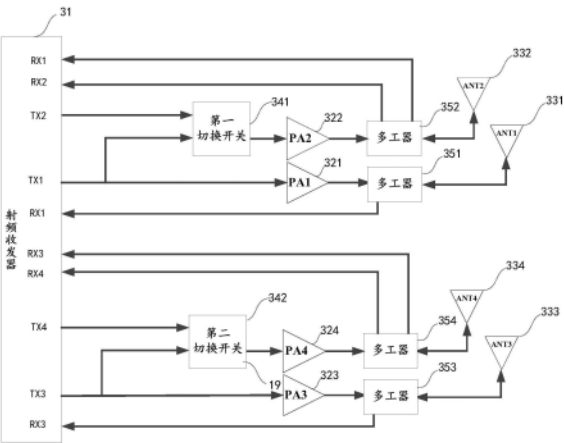 31
RX1
RX2
TX2
TX1
RX1
射频收发器
RX3
RX4
TX4
TX3
RX3
第一
切换开关
341
PA2
322
321
PA1
多工器
352
351
多工器
ANT2
332
331
ANT1
第二
切换开关
342
19
PA4
324
323
PA3
多工器
354
353
多工器
ANT4
334
333
ANT3